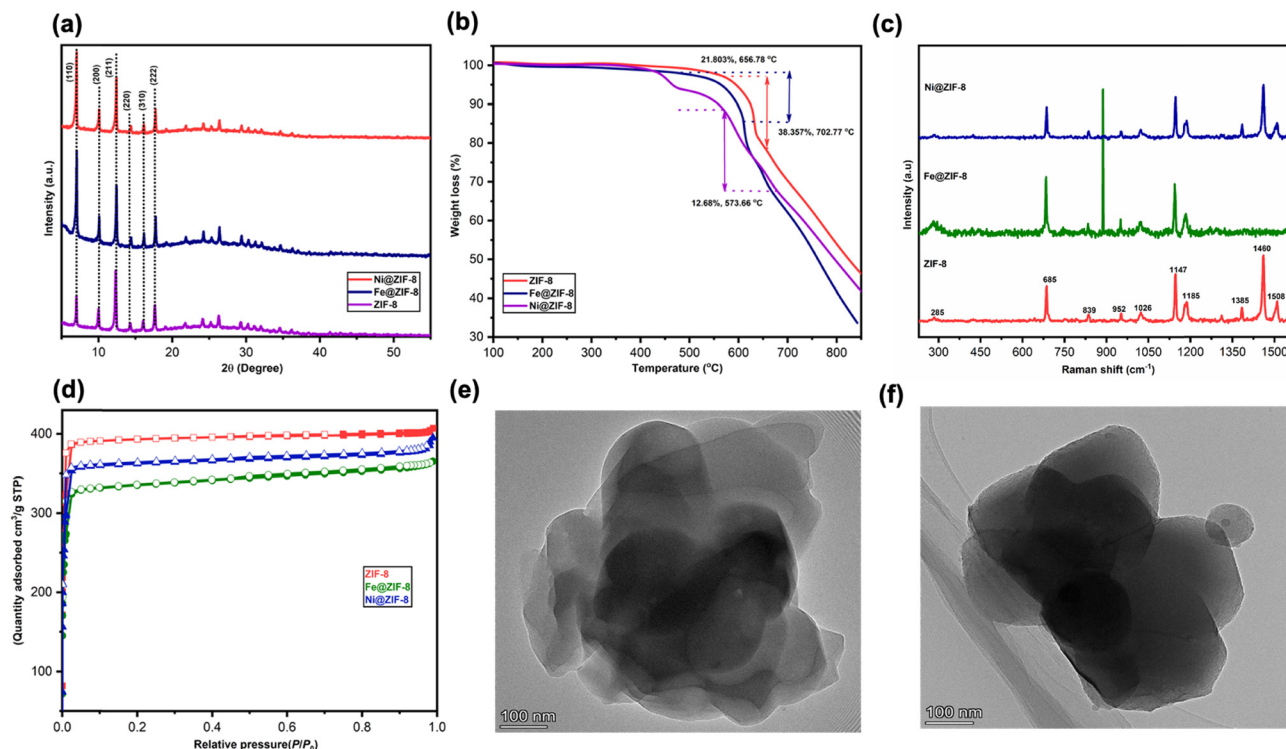 (a)
(110)
(200)
(211)
(220)
(310)
(222)
Intensity (a.u.)
Ni@ZIF-8
Fe@ZIF-8
ZIF-8
5 10 20 30 40 50
2θ (Degree)
(b)
21.803%, 656.78 °C
38.357%, 702.77 °C
12.68%, 573.66 °C
Weight loss (%)
100
90
80
70
60
50
40
30
ZIF-8
Fe@ZIF-8
Ni@ZIF-8
100 200 300 400 500 600 700 800
Temperature (°C)
(c)
Intensity (a.u)
Ni@ZIF-8
Fe@ZIF-8
ZIF-8
285
685
839
952
1026
1147
1185
1385
1460
1508
300 450 600 750 900 1050 1200 1350 1500
Raman shift (cm⁻¹)
(d)
(Quantity adsorbed cm³/g STP)
400
300
200
100
ZIF-8
Fe@ZIF-8
Ni@ZIF-8
0.0 0.2 0.4 0.6 0.8 1.0
Relative pressure(P/P₀)
(e)
100 nm
(f)
100 nm